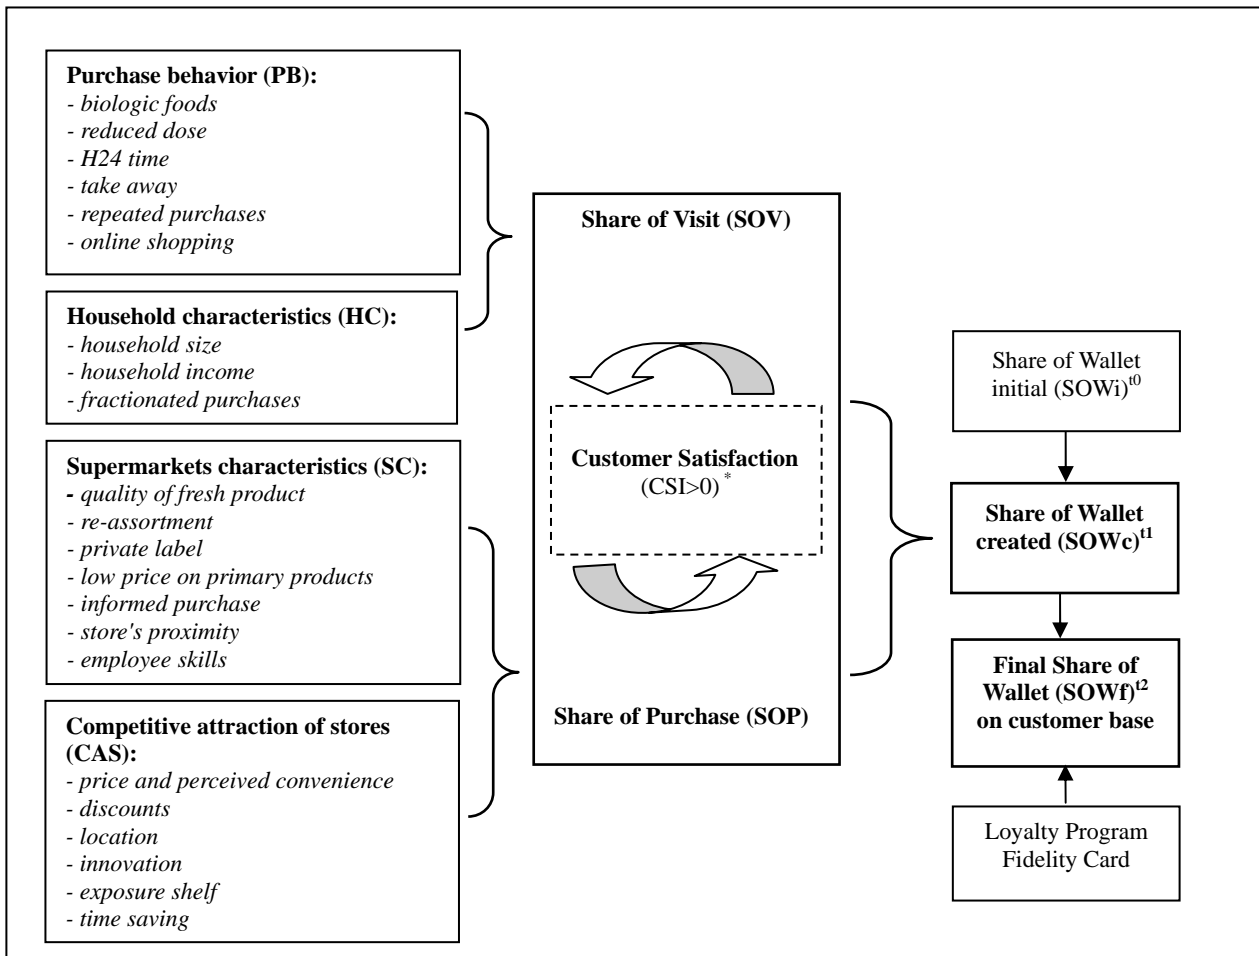 Purchase behavior (PB):
- biologic foods
- reduced dose
- H24 time
- take away
- repeated purchases
- online shopping
Household characteristics (HC):
- household size
- household income
- fractionated purchases
Supermarkets characteristics (SC):
- quality of fresh product
- re-assortment
- private label
- low price on primary products
- informed purchase
- store's proximity
- employee skills
Competitive attraction of stores
(CAS):
- price and perceived convenience
- discounts
- location
- innovation
- exposure shelf
- time saving
Share of Visit (SOV)
Customer Satisfaction
(CSI>0) *
Share of Purchase (SOP)
Share of Wallet
initial (SOWi)t0
Share of Wallet
created (SOWc)t1
Final Share of
Wallet (SOWf)t2
on customer base
Loyalty Program
Fidelity Card